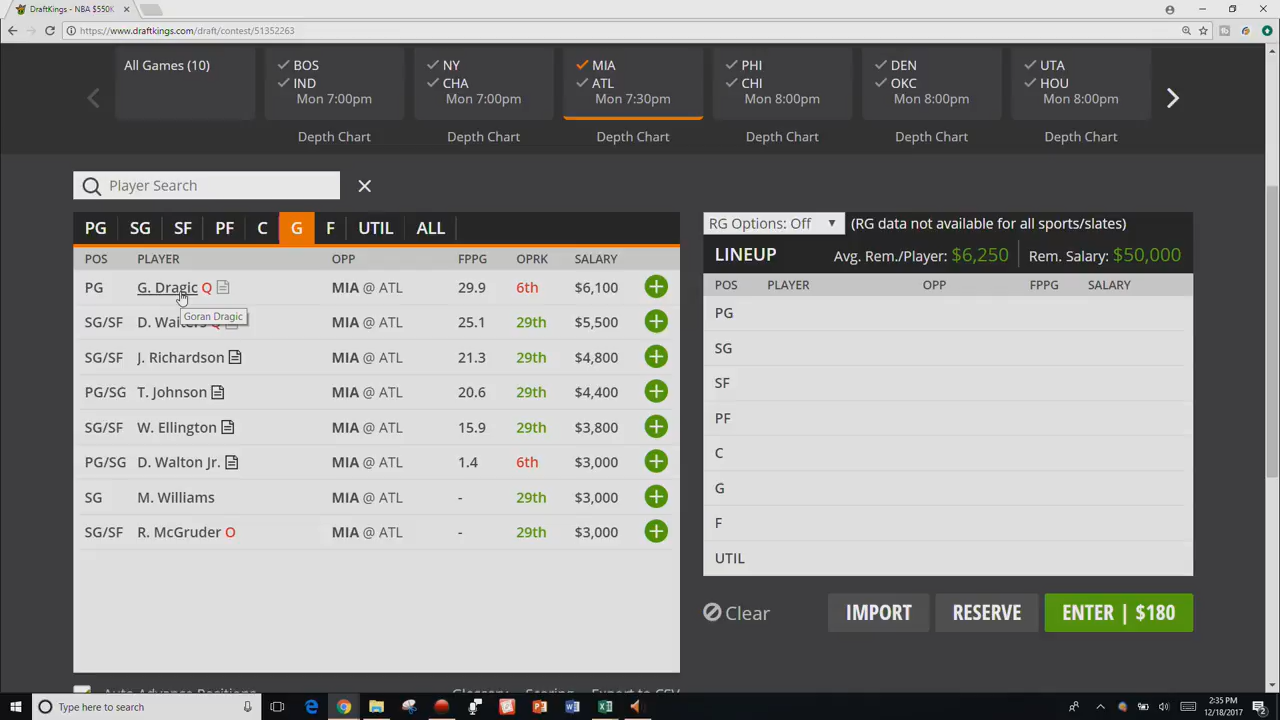 DraftKings - NBA $550K
https://www.draftkings.com/draft/contest/51352263
All Games (10)
BOS
IND
Mon 7:00pm
NY
CHA
Mon 7:00pm
MIA
ATL
Mon 7:30pm
PHI
CHI
Mon 8:00pm
DEN
OKC
Mon 8:00pm
UTA
HOU
Mon 8:00pm
Depth Chart Depth Chart Depth Chart Depth Chart Depth Chart Depth Chart
Player Search
PG SG SF PF C G F UTIL ALL
POS PLAYER OPP FPPG OPRK SALARY
PG G. Dragic Q MIA @ ATL 29.9 6th $6,100
Goran Dragic
SG/SF D. Waiters Q MIA @ ATL 25.1 29th $5,500
SG/SF J. Richardson MIA @ ATL 21.3 29th $4,800
PG/SG T. Johnson MIA @ ATL 20.6 29th $4,400
SG/SF W. Ellington MIA @ ATL 15.9 29th $3,800
PG/SG D. Walton Jr. MIA @ ATL 1.4 6th $3,000
SG M. Williams MIA @ ATL - 29th $3,000
SG/SF R. McGruder O MIA @ ATL - 29th $3,000
Auto Advance Positions Glossary Scoring Export to CSV
RG Options: Off (RG data not available for all sports/slates)
LINEUP Avg. Rem./Player: $6,250 Rem. Salary: $50,000
POS PLAYER OPP FPPG SALARY
PG
SG
SF
PF
C
G
F
UTIL
Clear IMPORT RESERVE ENTER | $180
Type here to search
2:35 PM
12/18/2017